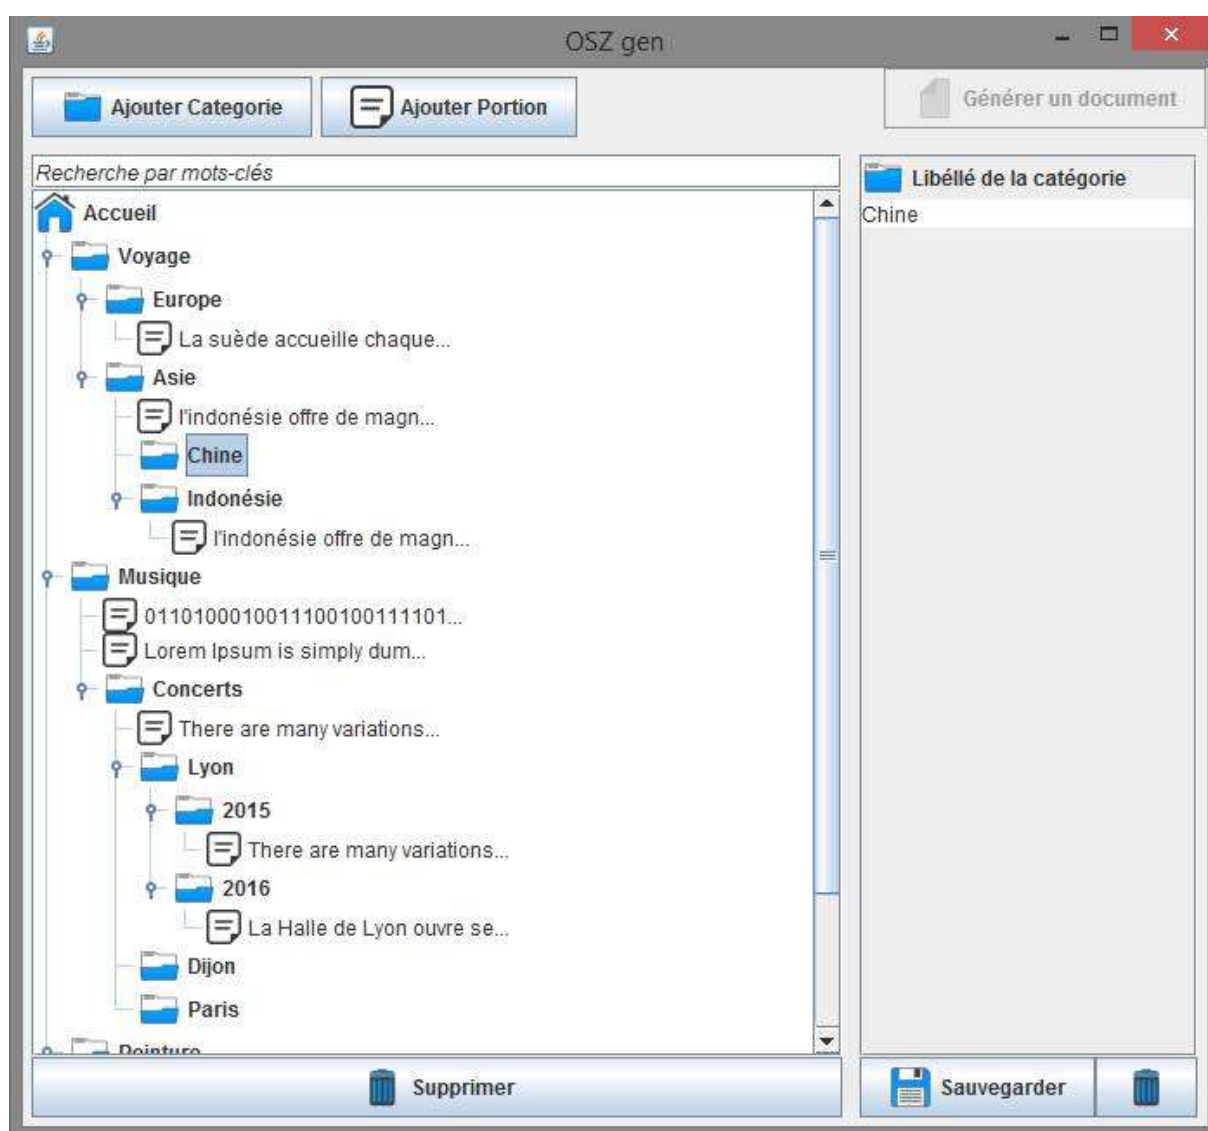 OSZ gen
Ajouter Categorie
Ajouter Portion
Générer un document
Recherche par mots-clés
Accueil
Voyage
Europe
La suède accueille chaque...
Asie
l'indonésie offre de magn...
Chine
Indonésie
l'indonésie offre de magn...
Musique
01101000100111100100111101...
Lorem Ipsum is simply dum...
Concerts
There are many variations...
Lyon
2015
There are many variations...
2016
La Halle de Lyon ouvre se...
Dijon
Paris
Peinture
Supprimer
Libéllé de la catégorie
Chine
Sauvegarder